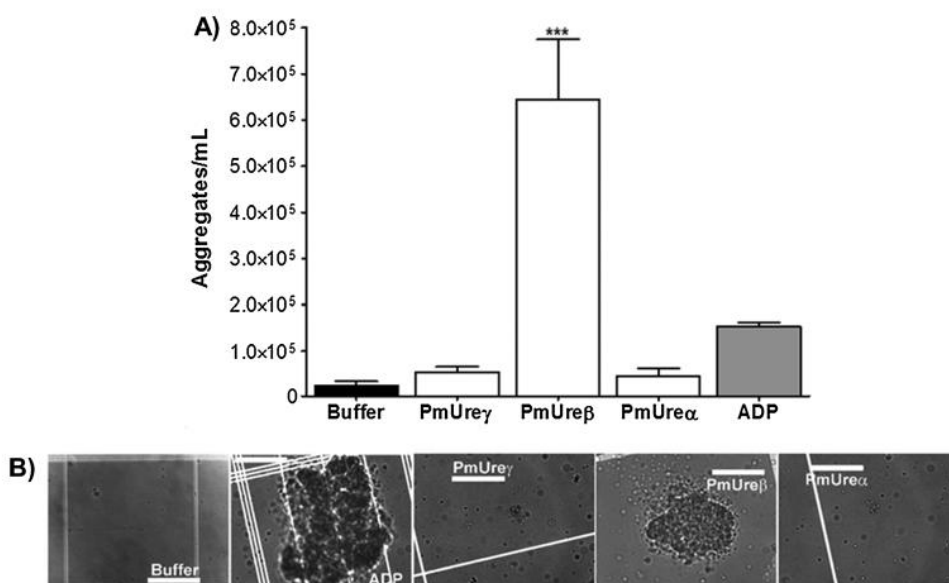 A)
Aggregates/mL
8.0×10⁵
7.0×10⁵
6.0×10⁵
5.0×10⁵
4.0×10⁵
3.0×10⁵
2.0×10⁵
1.0×10⁵
0
***
Buffer PmUreγ PmUreβ PmUreα ADP
B)
Buffer
ADP
PmUreγ
PmUreβ
PmUreα